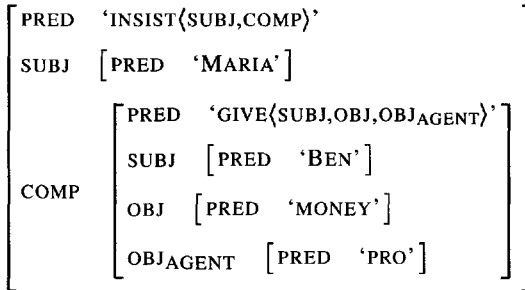 PRED ‘INSIST⟨SUBJ,COMP⟩’
SUBJ [PRED ‘MARIA’]
PRED ‘GIVE⟨SUBJ,OBJ,OBJAGENT⟩’
SUBJ [PRED ‘BEN’]
COMP
OBJ [PRED ‘MONEY’]
OBJAGENT [PRED ‘PRO’]